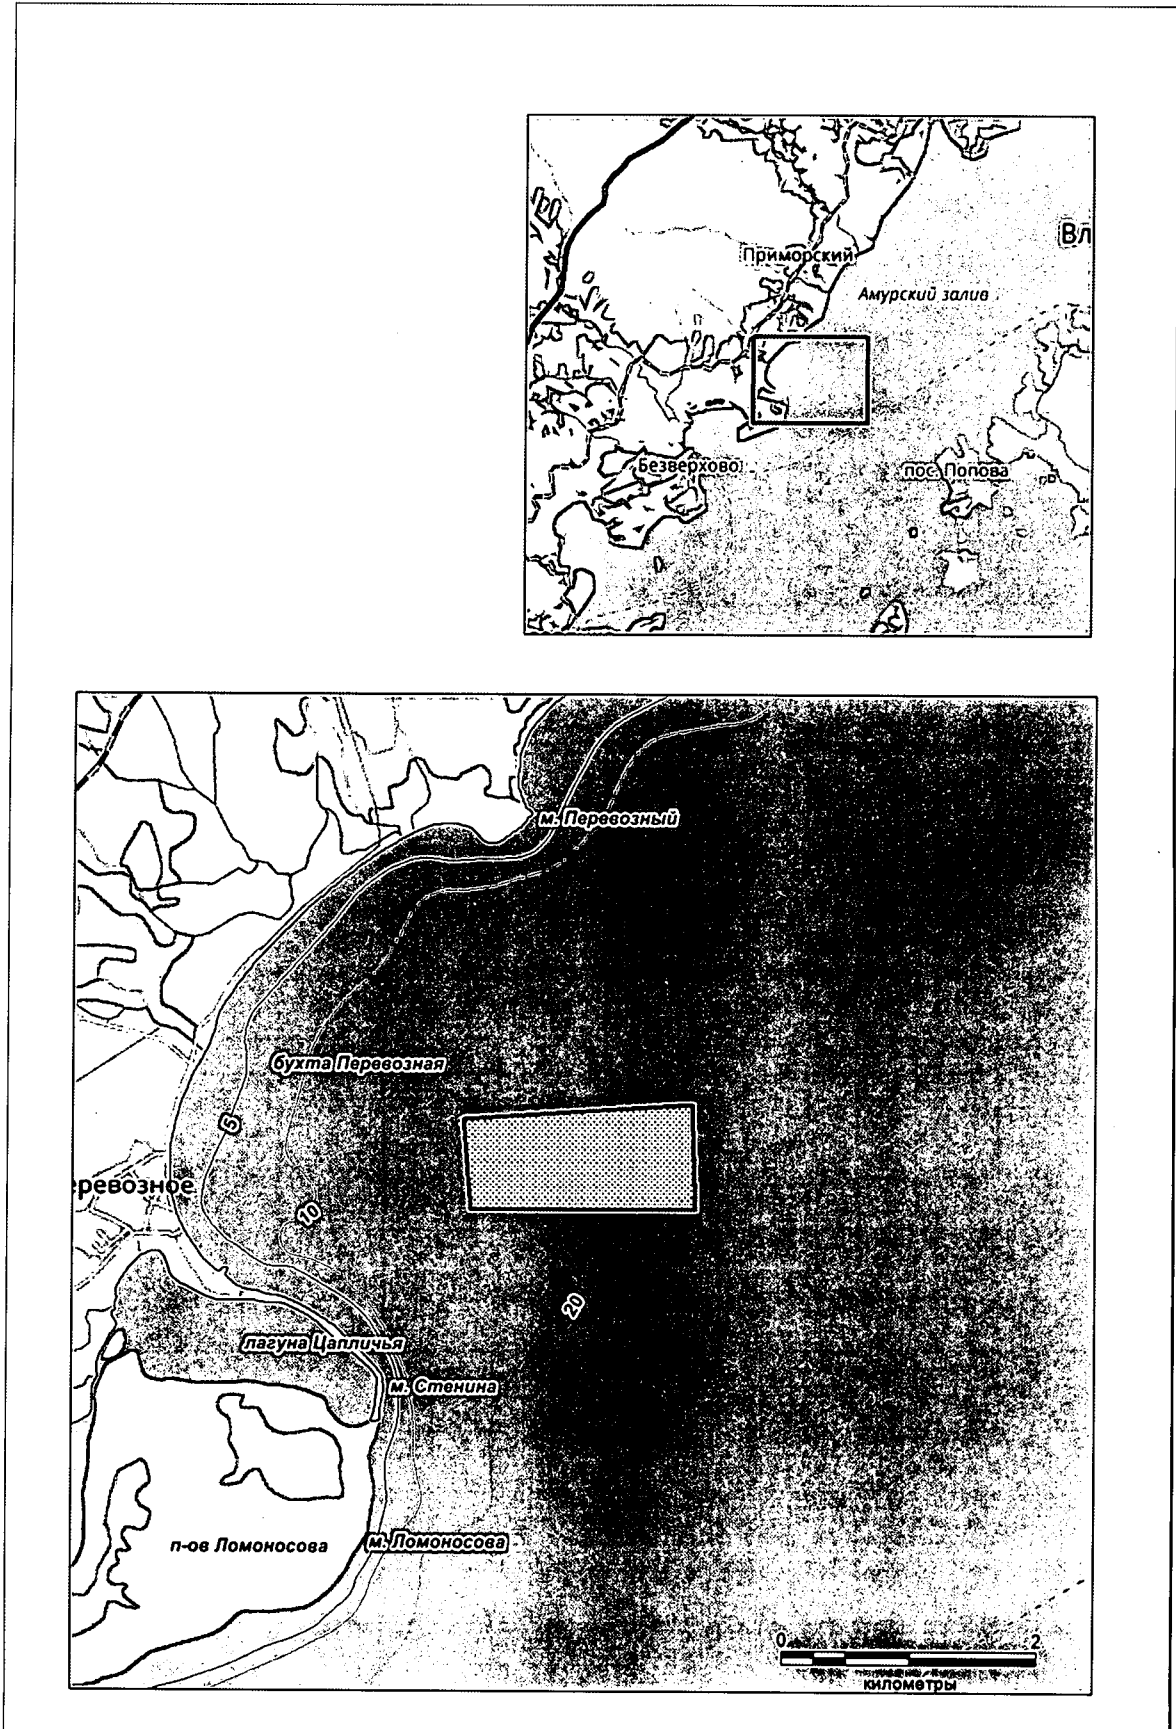 Вл
Приморский
Амурский залив
Безверхово
пос. Попова
м. Перевозный
бухта Перевозная
5
еревозное
10
20
лагуна Цапличья
м. Стенина
п-ов Ломоносова
м. Ломоносова
0 2
километры